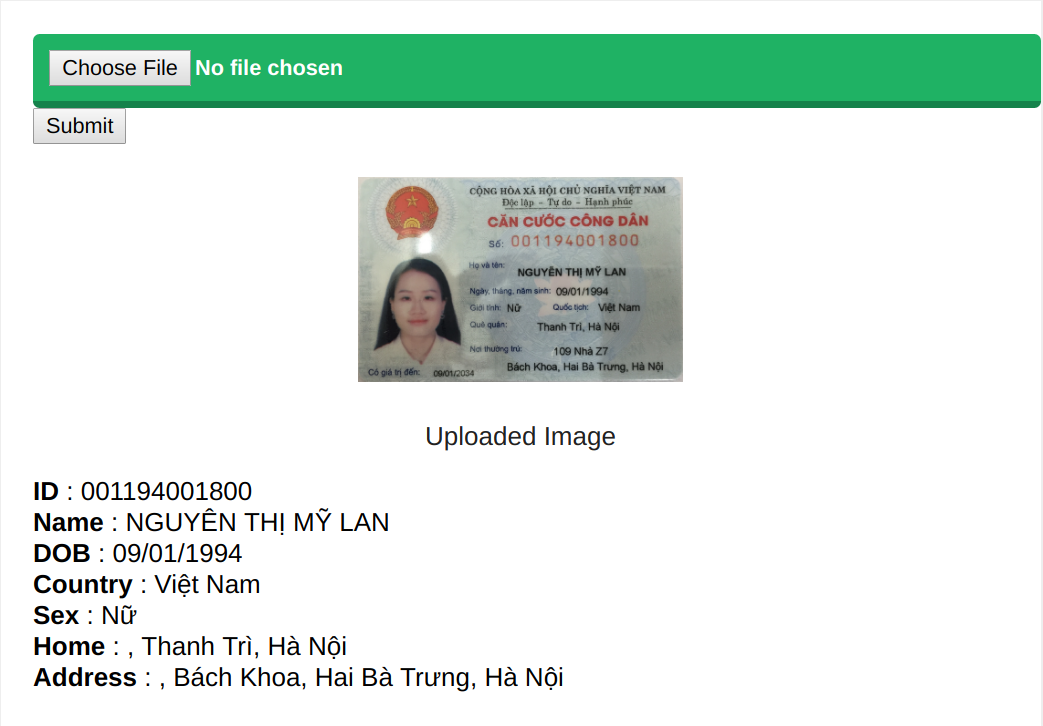 Choose File No file chosen
Submit
CỘNG HÒA XÃ HỘI CHỦ NGHĨA VIỆT NAM
Độc lập - Tự do - Hạnh phúc
CĂN CƯỚC CÔNG DÂN
Số: 001194001800
Họ và tên: NGUYỄN THỊ MỸ LAN
Ngày, tháng, năm sinh: 09/01/1994
Giới tính: Nữ Quốc tịch: Việt Nam
Quê quán: Thanh Trì, Hà Nội
Nơi thường trú: 109 Nhà Z7
Bách Khoa, Hai Bà Trưng, Hà Nội
Có giá trị đến: 09/01/2034
Uploaded Image
ID : 001194001800
Name : NGUYÊN THỊ MỸ LAN
DOB : 09/01/1994
Country : Việt Nam
Sex : Nữ
Home : , Thanh Trì, Hà Nội
Address : , Bách Khoa, Hai Bà Trưng, Hà Nội